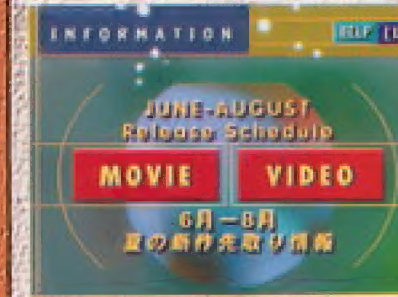 INFORMATION
HELP
JUNE-AUGUST
Release Schedule
MOVIE VIDEO
6月－8月
夏の新作先取り情報